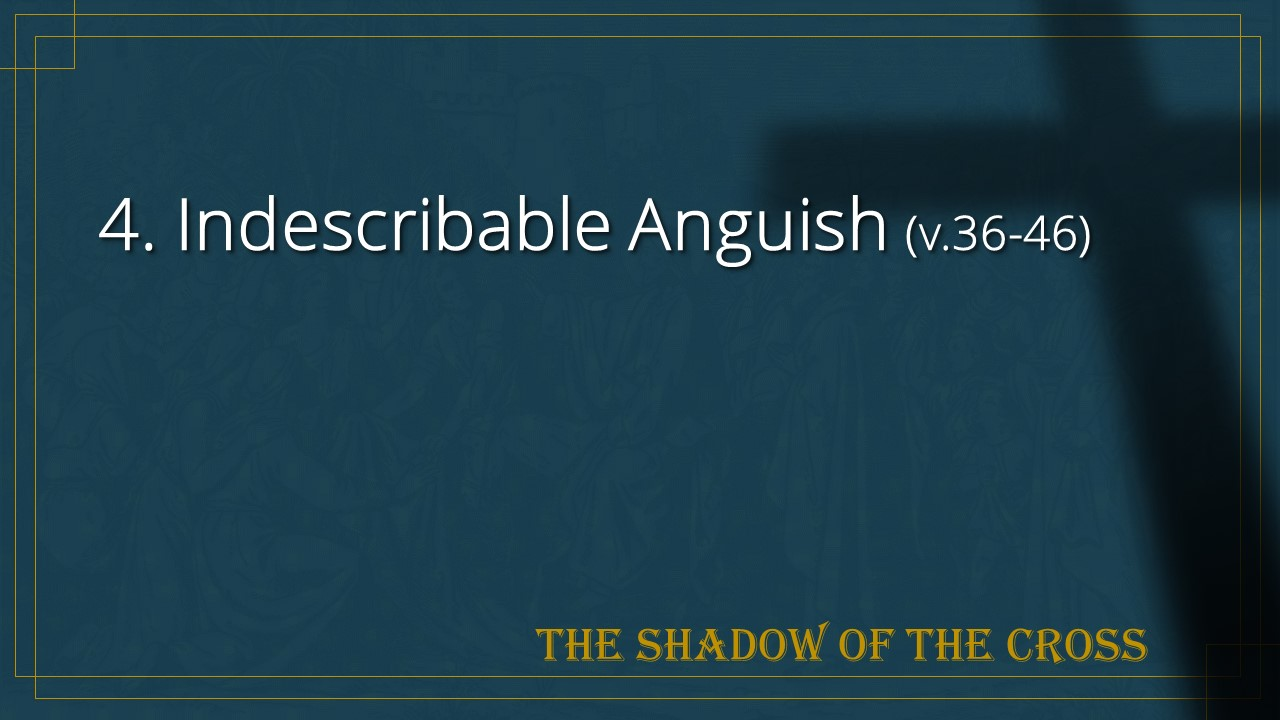 4. Indescribable Anguish (v.36-46)
THE SHADOW OF THE CROSS